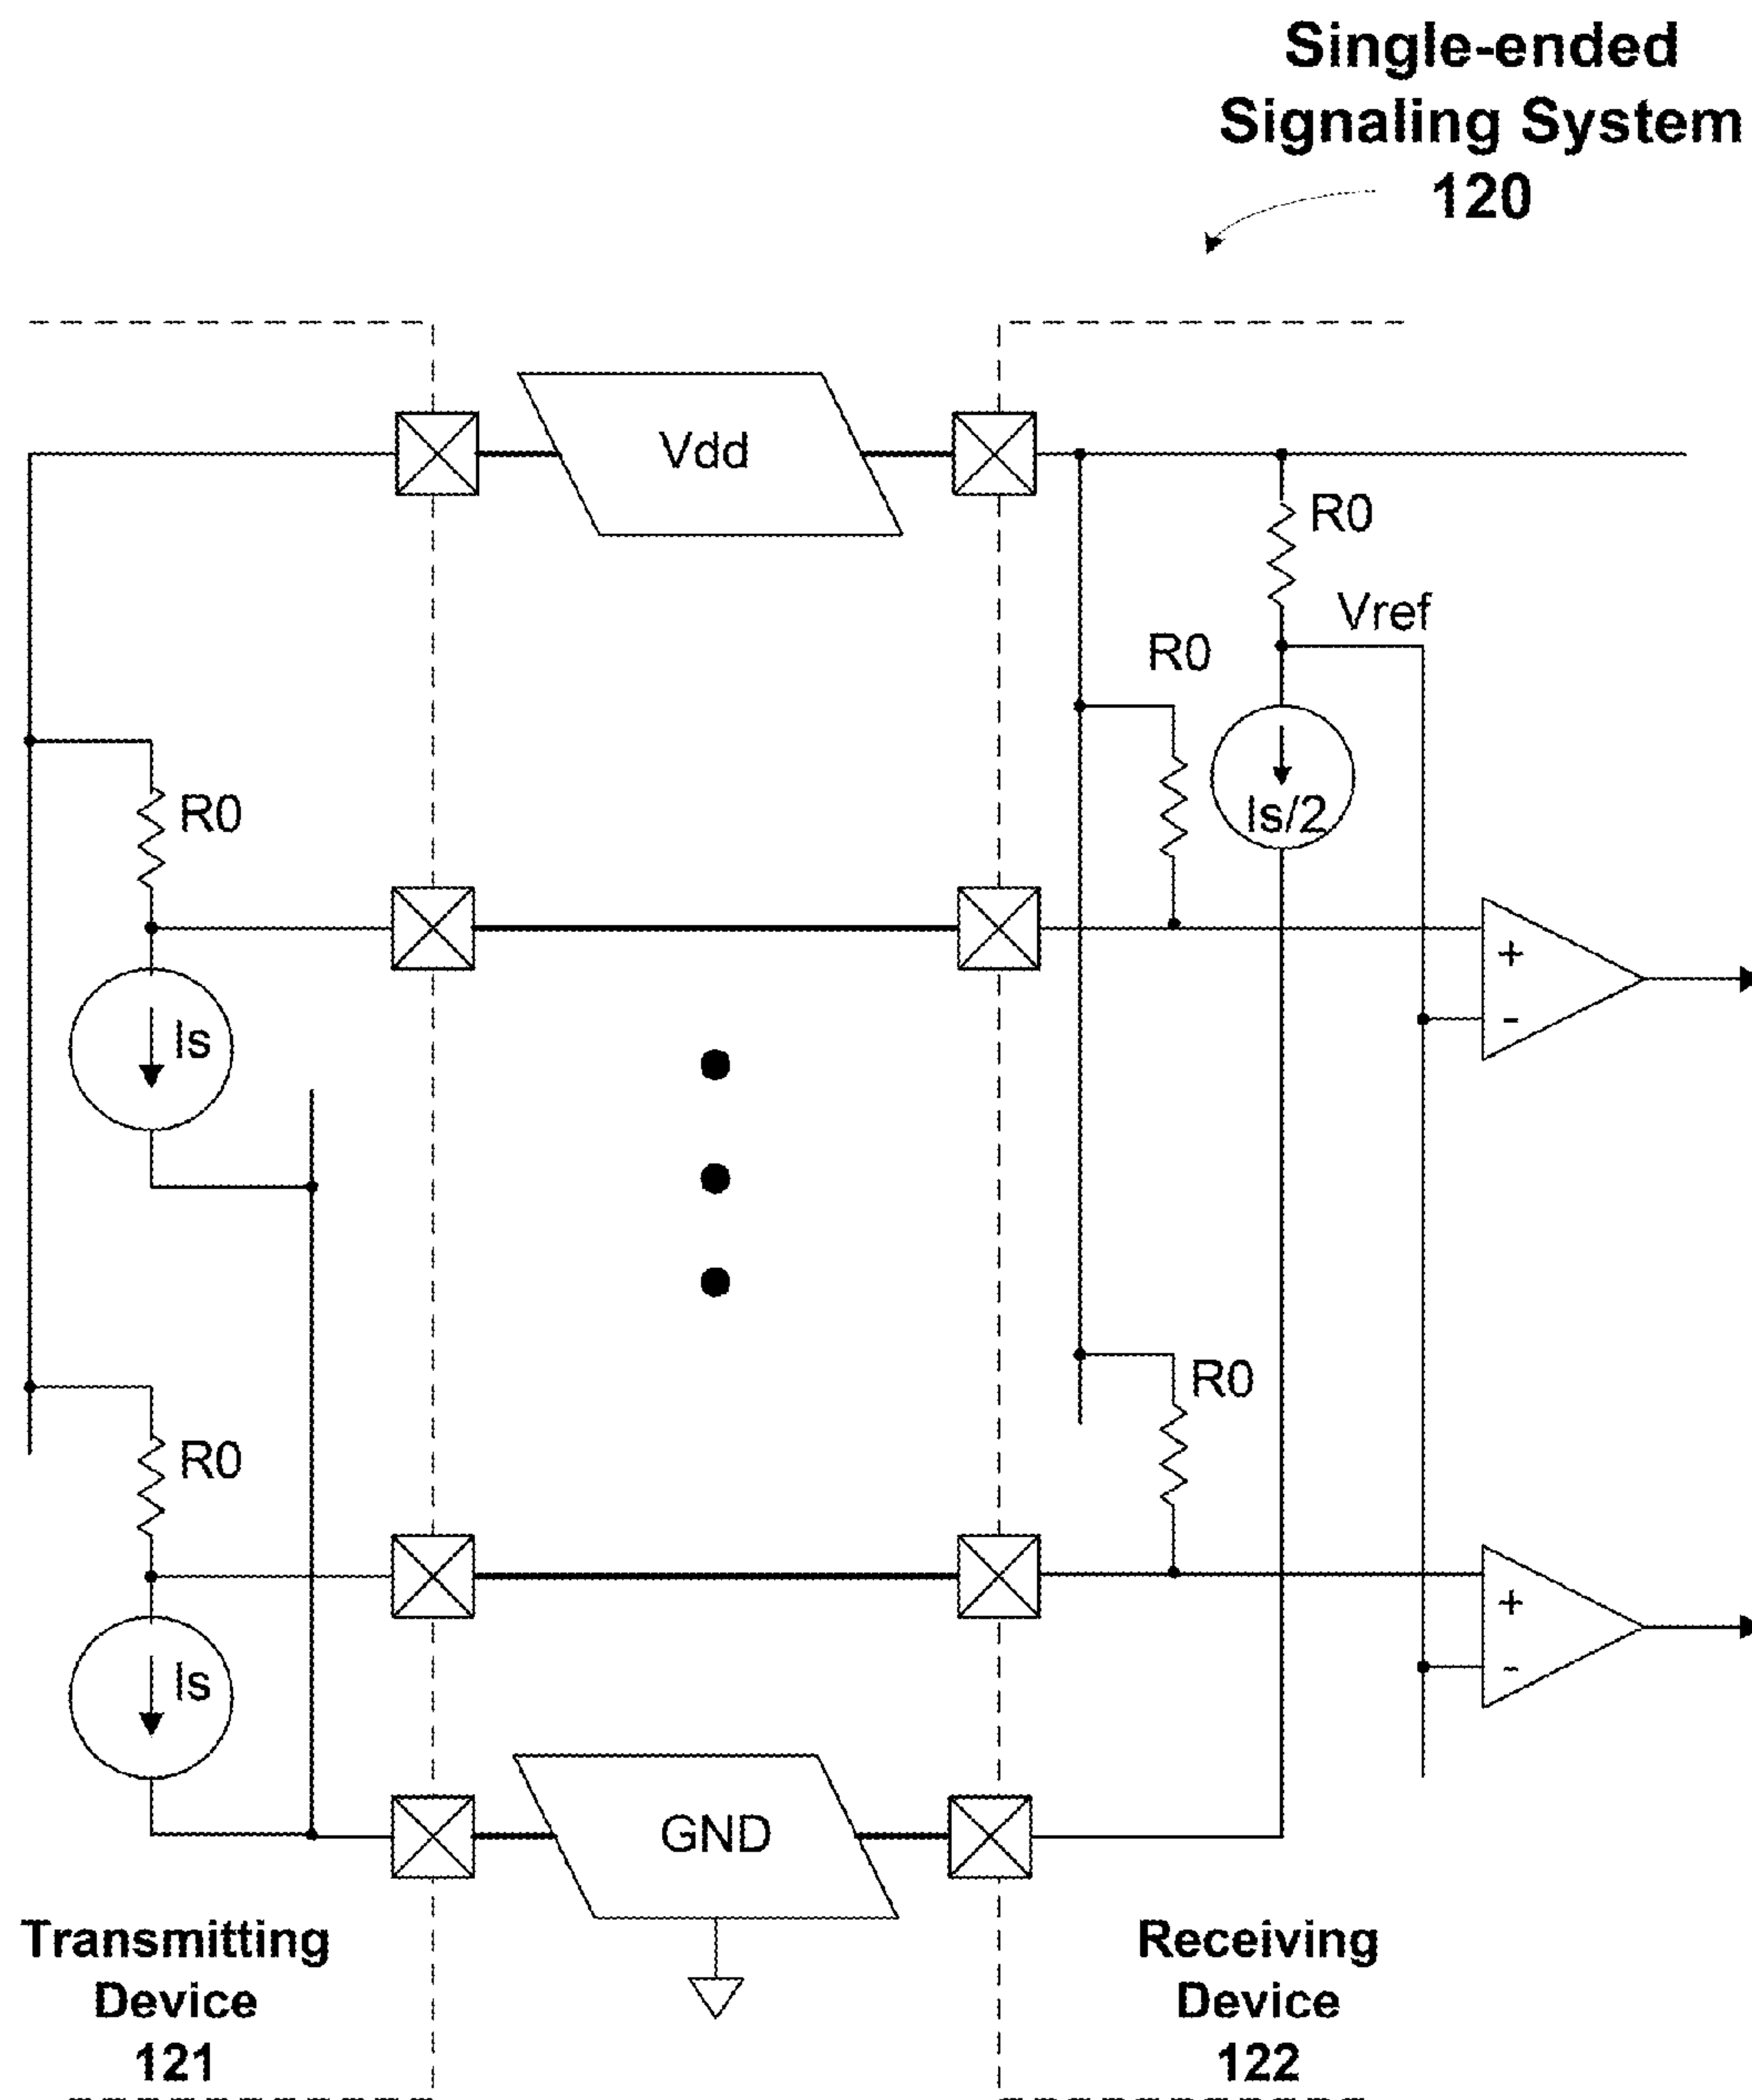 Single-ended
Signaling System
120
Vdd
R0
Vref
R0
R0
Is/2
+
-
Is
R0
R0
+
-
Is
GND
Transmitting
Device
121
Receiving
Device
122